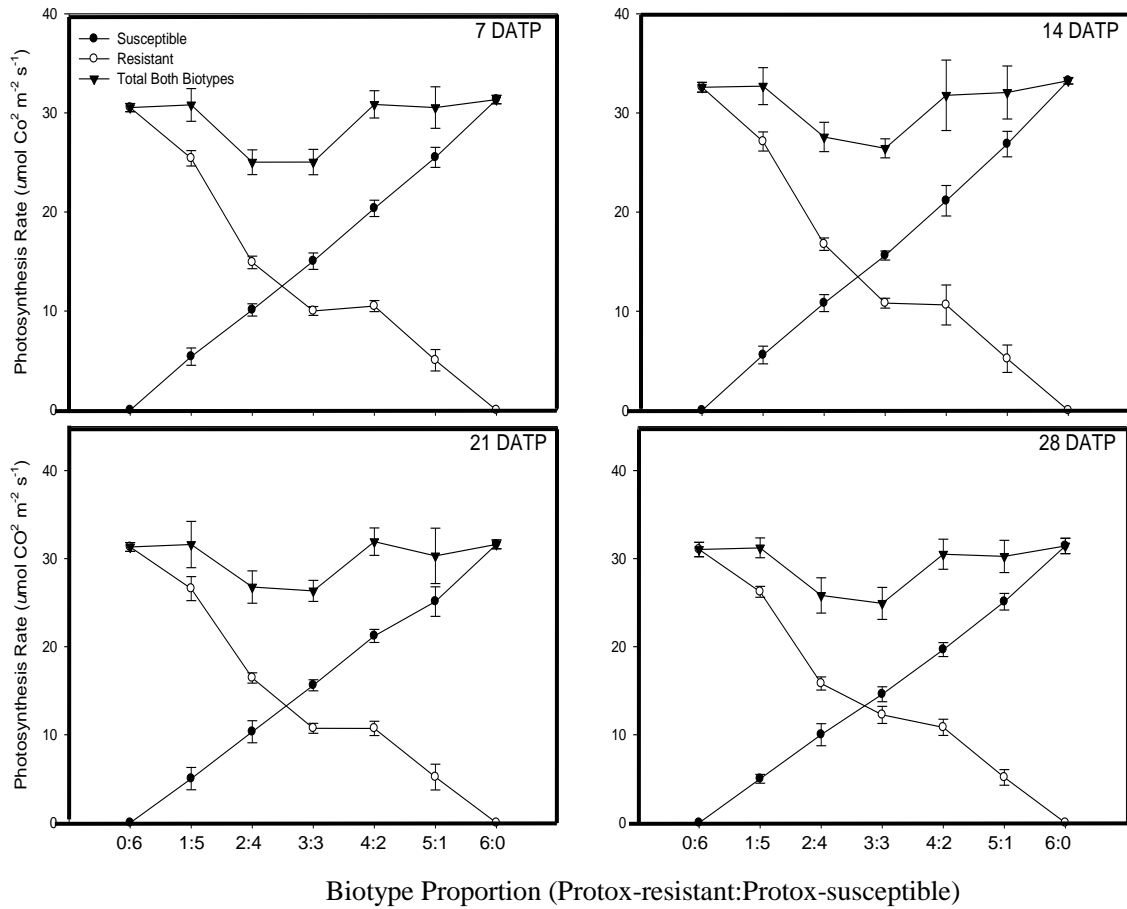 7 DATP
Susceptible
Resistant
Total Both Biotypes
40
30
20
10
0
Photosynthesis Rate (umol Co² m⁻² s⁻¹)
14 DATP
40
30
20
10
0
21 DATP
40
30
20
10
0
Photosynthesis Rate (umol CO² m⁻² s⁻¹)
0:6 1:5 2:4 3:3 4:2 5:1 6:0
28 DATP
40
30
20
10
0
0:6 1:5 2:4 3:3 4:2 5:1 6:0
Biotype Proportion (Protox-resistant:Protox-susceptible)